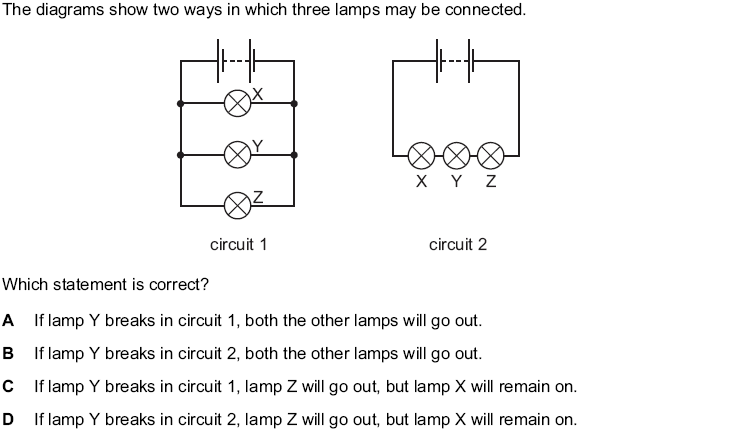 The diagrams show two ways in which three lamps may be connected.
X
Y
Z
X Y Z
circuit 1
circuit 2
Which statement is correct?
A If lamp Y breaks in circuit 1, both the other lamps will go out.
B If lamp Y breaks in circuit 2, both the other lamps will go out.
C If lamp Y breaks in circuit 1, lamp Z will go out, but lamp X will remain on.
D If lamp Y breaks in circuit 2, lamp Z will go out, but lamp X will remain on.